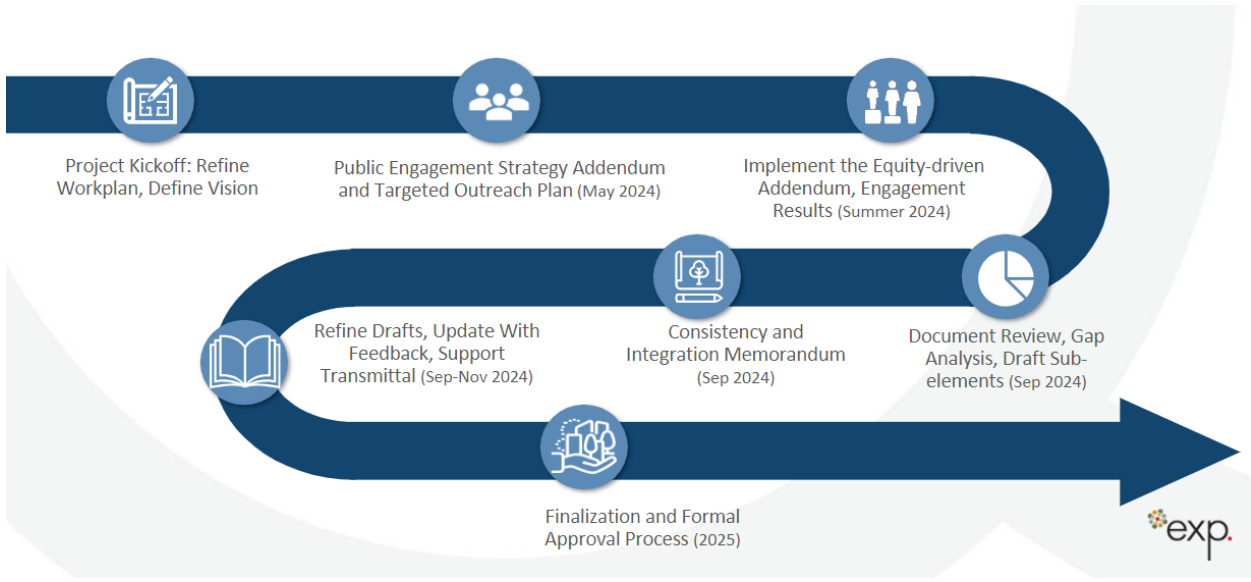 Project Kickoff: Refine
Workplan, Define Vision
Public Engagement Strategy Addendum
and Targeted Outreach Plan (May 2024)
Implement the Equity-driven
Addendum, Engagement
Results (Summer 2024)
Document Review, Gap
Analysis, Draft Sub-
elements (Sep 2024)
Consistency and
Integration Memorandum
(Sep 2024)
Refine Drafts, Update With
Feedback, Support
Transmittal (Sep-Nov 2024)
Finalization and Formal
Approval Process (2025)
exp.